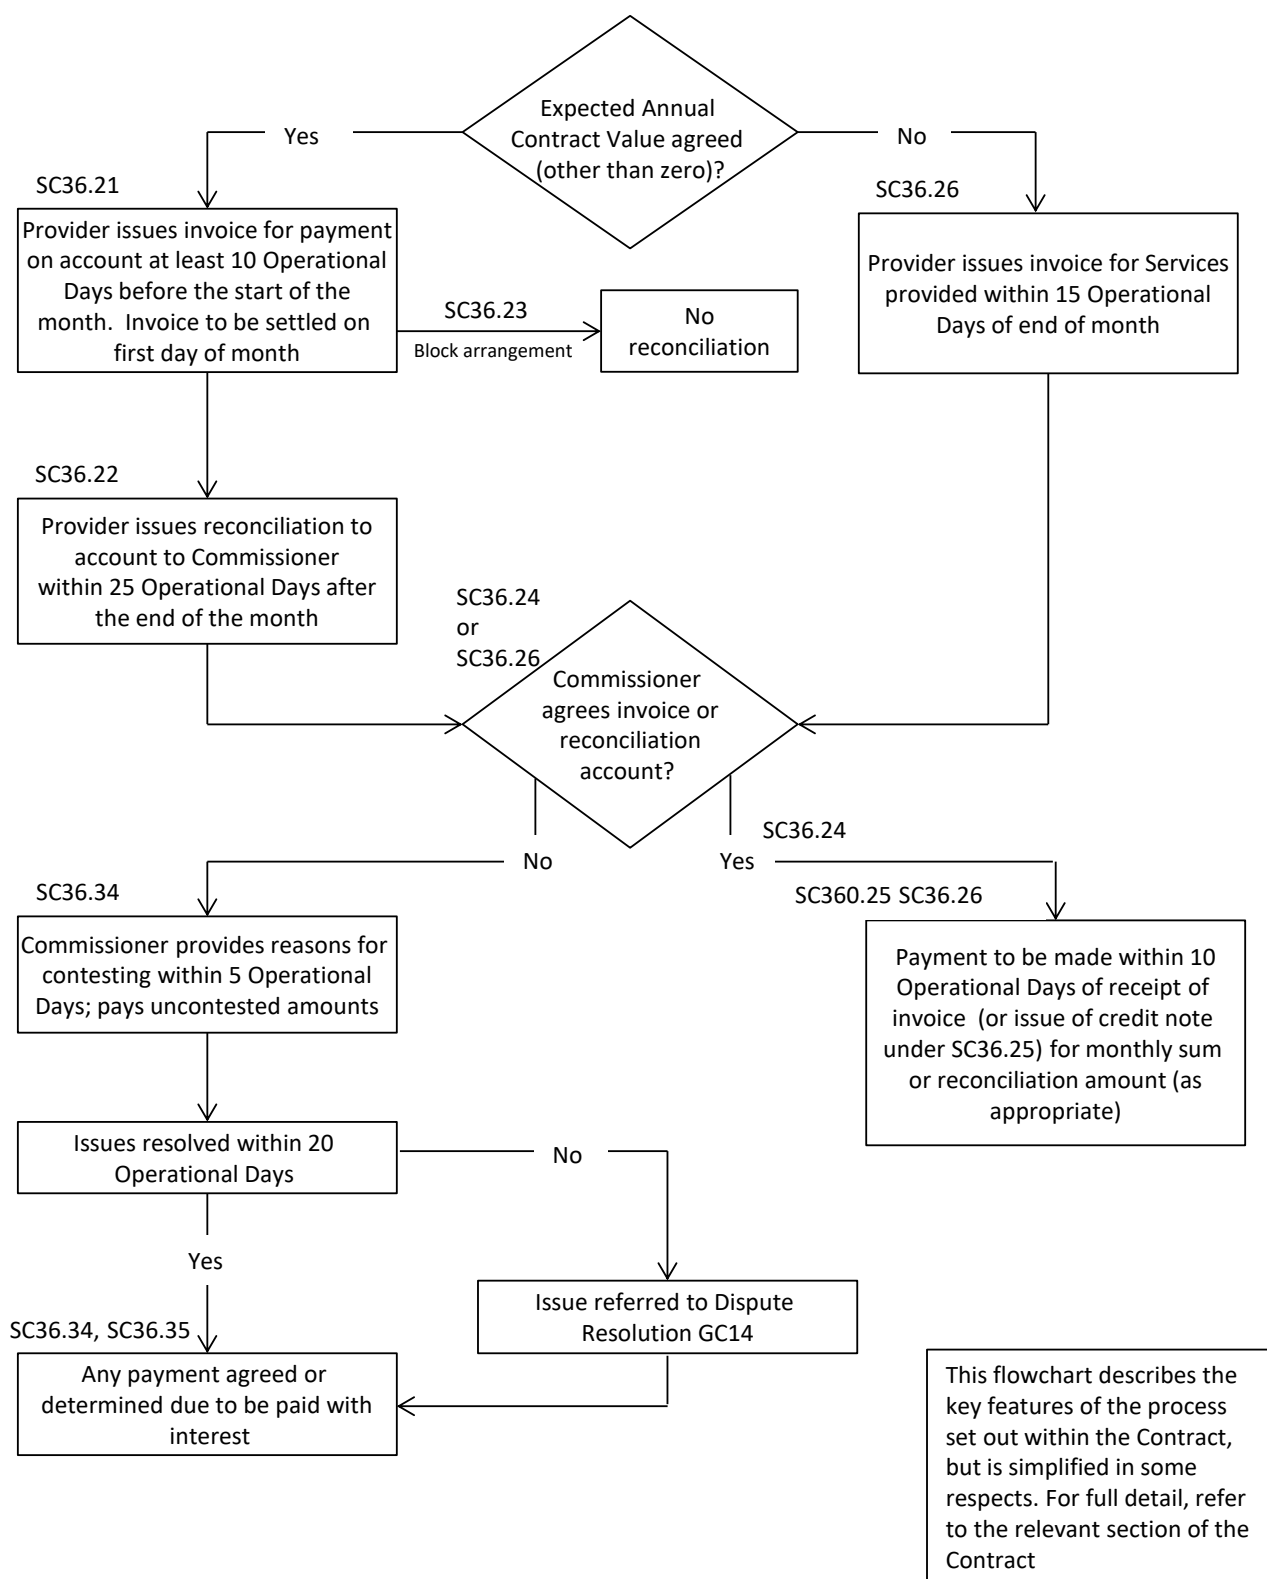 Expected Annual
Contract Value agreed
(other than zero)?
Yes
No
SC36.21
SC36.26
Provider issues invoice for payment
on account at least 10 Operational
Days before the start of the
month. Invoice to be settled on
first day of month
SC36.23
Block arrangement
No
reconciliation
Provider issues invoice for Services
provided within 15 Operational
Days of end of month
SC36.22
Provider issues reconciliation to
account to Commissioner
within 25 Operational Days after
the end of the month
SC36.24
or
SC36.26
Commissioner
agrees invoice or
reconciliation
account?
No
Yes
SC36.24
SC36.34
SC360.25 SC36.26
Commissioner provides reasons for
contesting within 5 Operational
Days; pays uncontested amounts
Payment to be made within 10
Operational Days of receipt of
invoice (or issue of credit note
under SC36.25) for monthly sum
or reconciliation amount (as
appropriate)
Issues resolved within 20
Operational Days
No
Yes
Issue referred to Dispute
Resolution GC14
SC36.34, SC36.35
Any payment agreed or
determined due to be paid with
interest
This flowchart describes the
key features of the process
set out within the Contract,
but is simplified in some
respects. For full detail, refer
to the relevant section of the
Contract